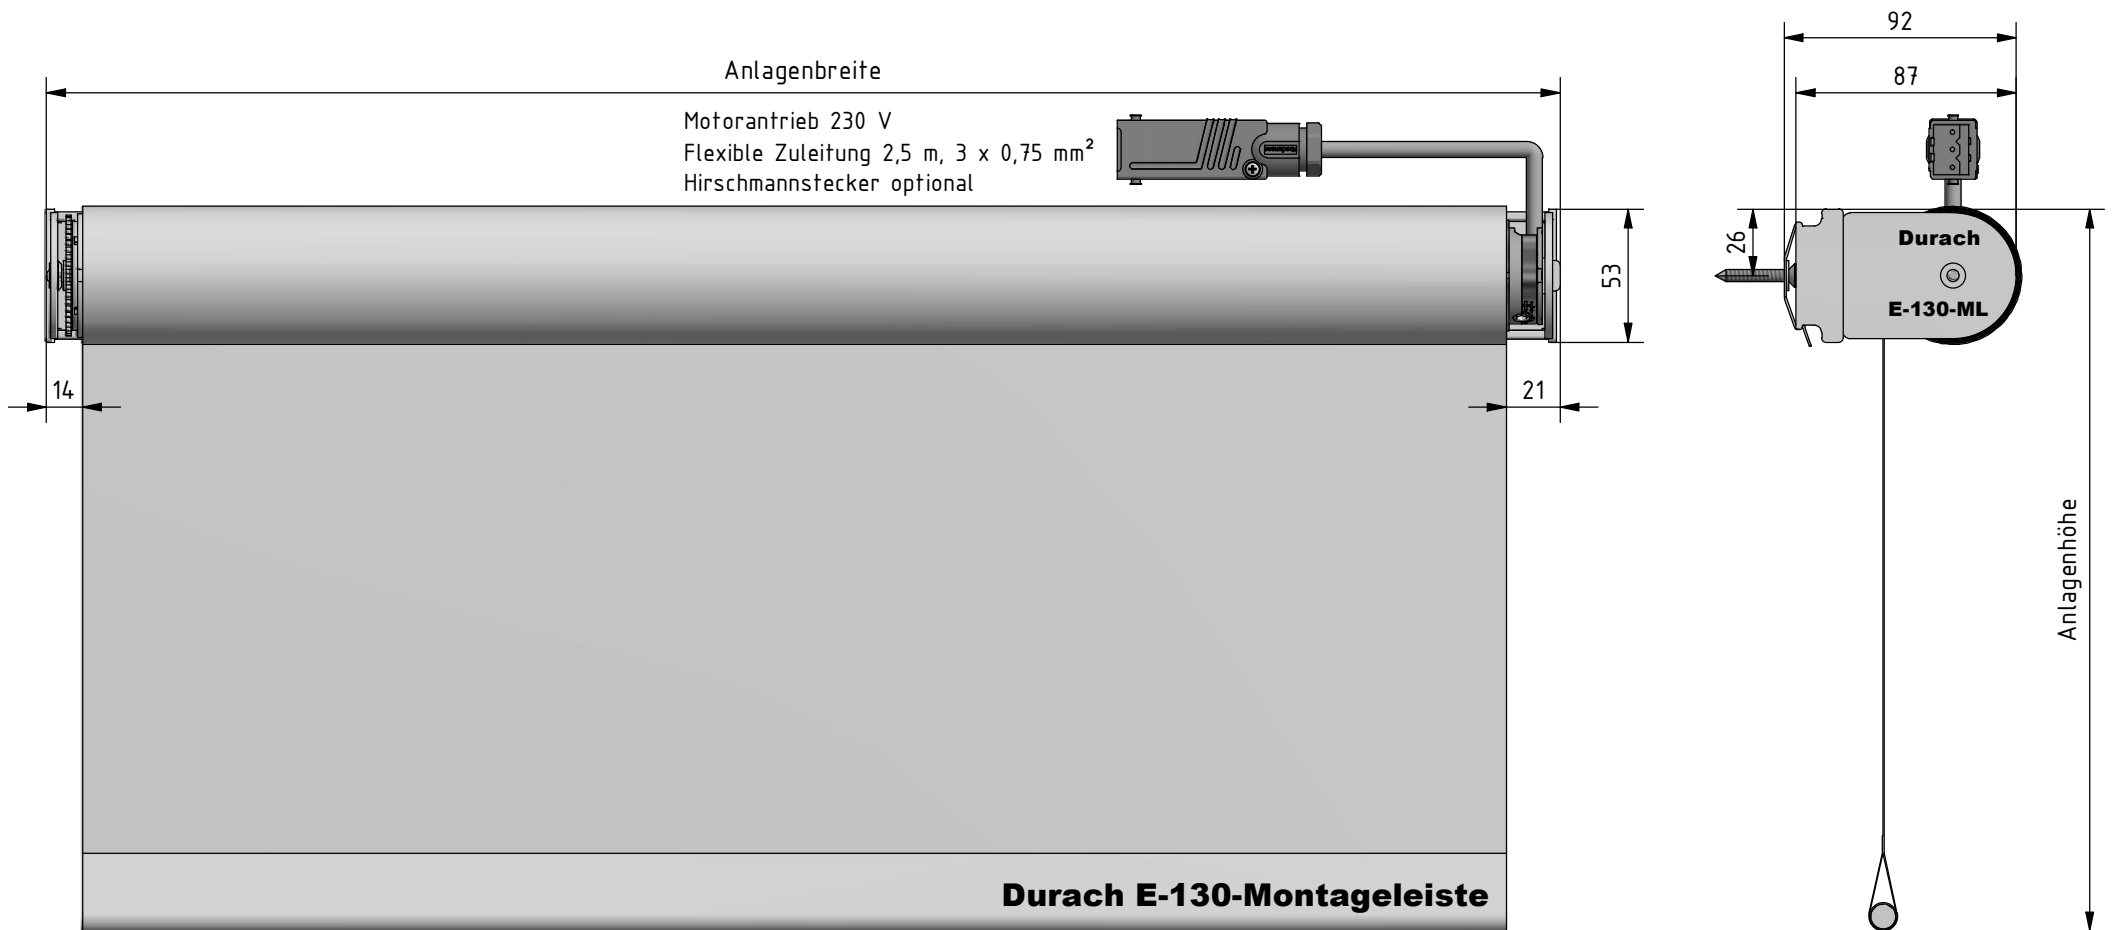 92
Anlagenbreite
87
Motorantrieb 230 V
Flexible Zuleitung 2,5 m, 3 x 0,75 mm²
Hirschmannstecker optional
26
Durach
53
E-130-ML
14
21
Anlagenhöhe
Durach E-130-Montageleiste